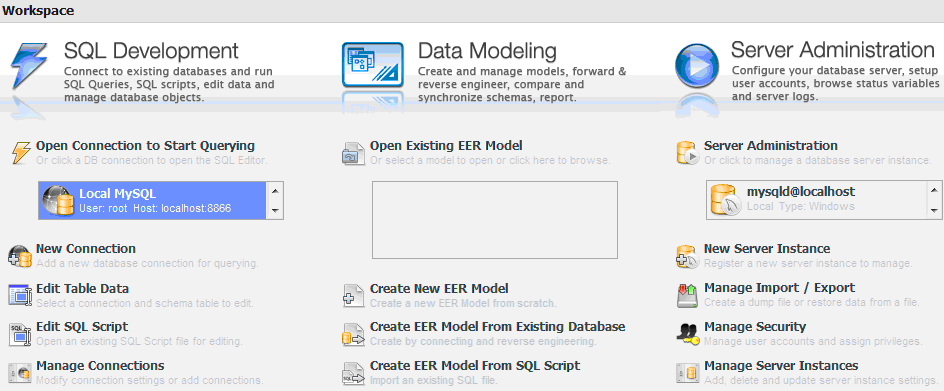 Workspace
SQL Development
Connect to existing databases and run
SQL Queries, SQL scripts, edit data and
manage database objects.
Open Connection to Start Querying
Or click a DB connection to open the SQL Editor.
Local MySQL
User: root Host: localhost:8866
New Connection
Add a new database connection for querying.
Edit Table Data
Select a connection and schema table to edit.
SQL
Edit SQL Script
Open an existing SQL Script file for editing.
Manage Connections
Modify connection settings or add connections.
Data Modeling
Create and manage models, forward &
reverse engineer, compare and
synchronize schemas, report.
Open Existing EER Model
Or select a model to open or click here to browse.
Create New EER Model
Create a new EER Model from scratch.
Create EER Model From Existing Database
Create by connecting and reverse engineering.
SQL
Create EER Model From SQL Script
Import an existing SQL file.
Server Administration
Configure your database server, setup
user accounts, browse status variables
and server logs.
Server Administration
Or click to manage a database server instance.
mysqld@localhost
Local Type: Windows
New Server Instance
Register a new server instance to manage.
Manage Import / Export
Create a dump file or restore data from a file.
Manage Security
Manage user accounts and assign privileges.
Manage Server Instances
Add, delete and update server instance settings.